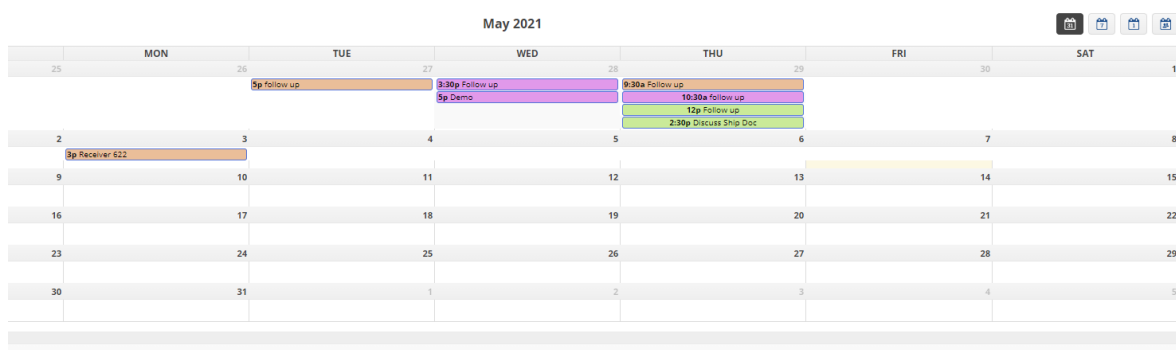 May 2021
31 7 1
MON TUE WED THU FRI SAT
25 26 27 28 29 30 1
5p follow up 3:30p Follow up 9:30a Follow up
5p Demo 10:30a follow up
12p Follow up
2:30p Discuss Ship Doc
2 3 4 5 6 7 8
3p Receiver 622
9 10 11 12 13 14 15
16 17 18 19 20 21 22
23 24 25 26 27 28 29
30 31 1 2 3 4 5